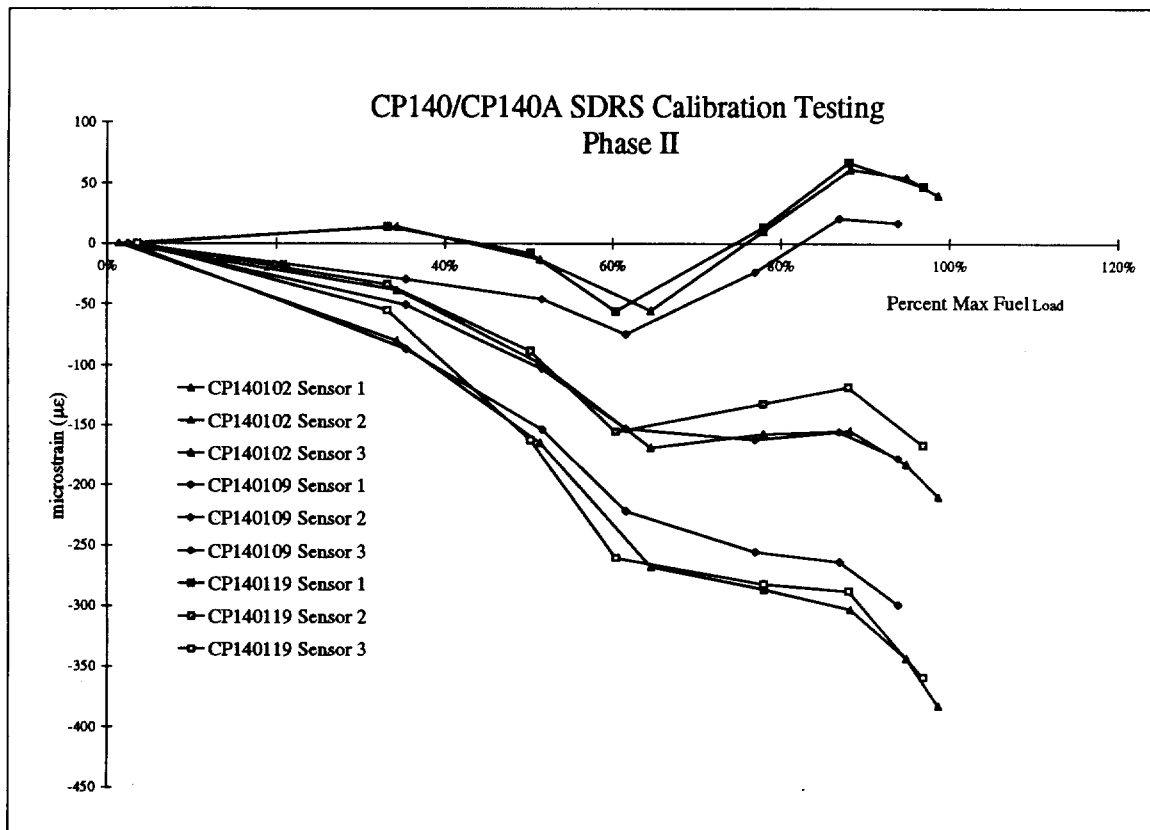 CP140/CP140A SDRS Calibration Testing
Phase II
100
50
0
-50
-100
-150
-200
-250
-300
-350
-400
-450
microstrain (με)
0%
40%
60%
80%
100%
120%
Percent Max Fuel Load
CP140102 Sensor 1
CP140102 Sensor 2
CP140102 Sensor 3
CP140109 Sensor 1
CP140109 Sensor 2
CP140109 Sensor 3
CP140119 Sensor 1
CP140119 Sensor 2
CP140119 Sensor 3